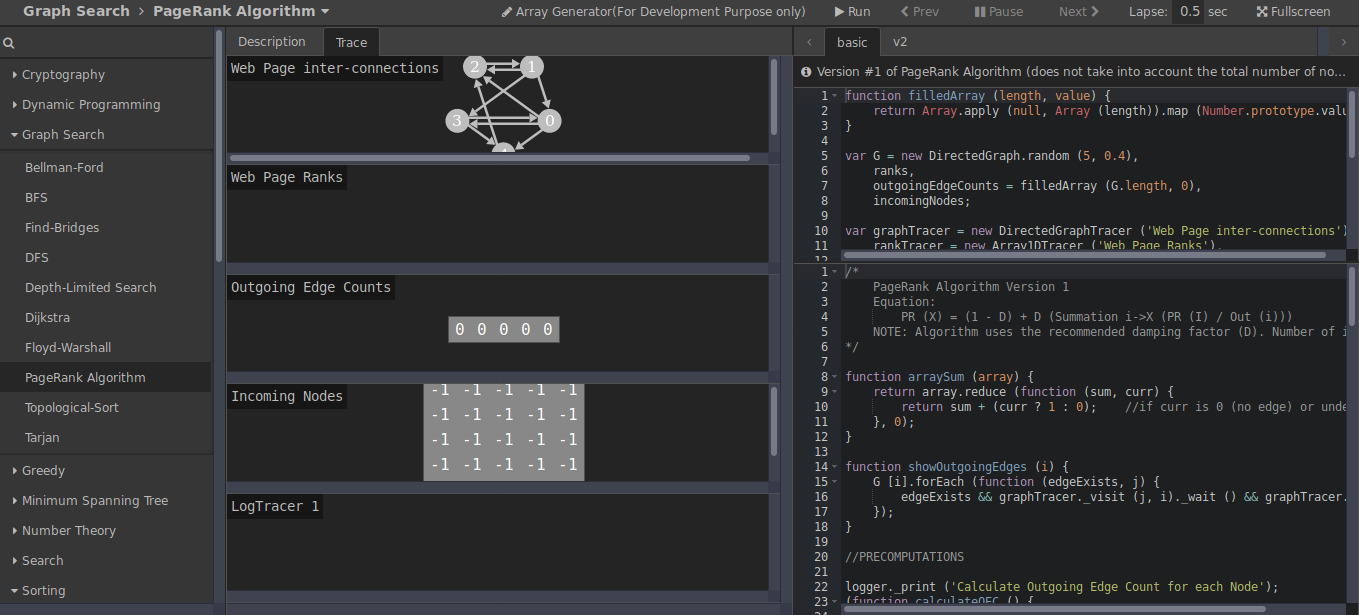 Graph Search > PageRank Algorithm
Array Generator(For Development Purpose only)
Run
Prev
Pause
Next
Lapse: 0.5 sec
Fullscreen
Cryptography
Dynamic Programming
Graph Search
Bellman-Ford
BFS
Find-Bridges
DFS
Depth-Limited Search
Dijkstra
Floyd-Warshall
PageRank Algorithm
Topological-Sort
Tarjan
Greedy
Minimum Spanning Tree
Number Theory
Search
Sorting
Description
Trace
Web Page inter-connections
2 1
3 0
Web Page Ranks
Outgoing Edge Counts
0 0 0 0 0
Incoming Nodes
-1 -1 -1 -1 -1
-1 -1 -1 -1 -1
-1 -1 -1 -1 -1
-1 -1 -1 -1 -1
LogTracer 1
basic
v2
Version #1 of PageRank Algorithm (does not take into account the total number of no...
1 function filledArray (length, value) {
2 return Array.apply (null, Array (length)).map (Number.prototype.valu
3 }
4
5 var G = new DirectedGraph.random (5, 0.4),
6 ranks,
7 outgoingEdgeCounts = filledArray (G.length, 0),
8 incomingNodes;
9
10 var graphTracer = new DirectedGraphTracer ('Web Page inter-connections')
11 rankTracer = new Array1DTracer ('Web Page Ranks'),
12
1 /*
2 PageRank Algorithm Version 1
3 Equation:
4 PR (X) = (1 - D) + D (Summation i->X (PR (I) / Out (i)))
5 NOTE: Algorithm uses the recommended damping factor (D). Number of i
6 */
7
8 function arraySum (array) {
9 return array.reduce (function (sum, curr) {
10 return sum + (curr ? 1 : 0); //if curr is 0 (no edge) or unde
11 }, 0);
12 }
13
14 function showOutgoingEdges (i) {
15 G [i].forEach (function (edgeExists, j) {
16 edgeExists && graphTracer._visit (j, i)._wait () && graphTracer.
17 });
18 }
19
20 //PRECOMPUTATIONS
21
22 logger._print ('Calculate Outgoing Edge Count for each Node');
23 (function calculateOEC () {
24